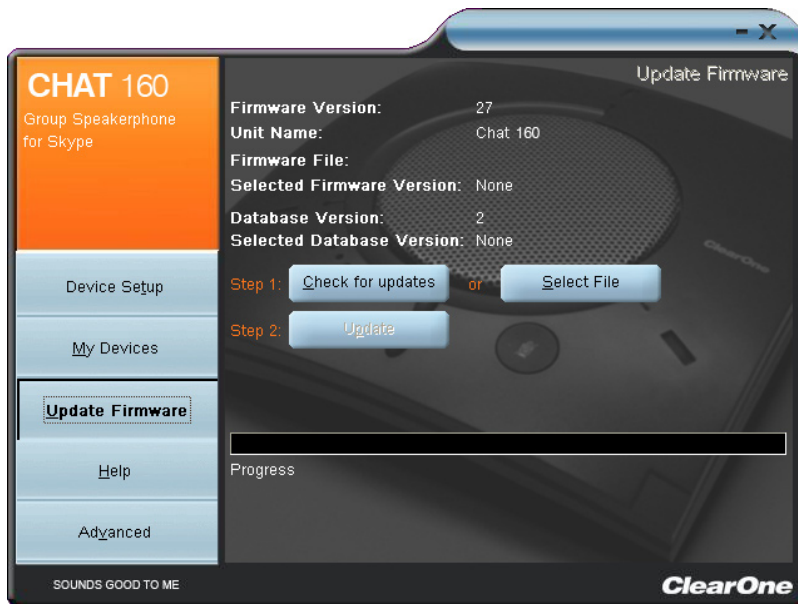 - X
Update Firmware
CHAT 160
Group Speakerphone
for Skype
Firmware Version: 27
Unit Name: Chat 160
Firmware File:
Selected Firmware Version: None
Database Version: 2
Selected Database Version: None
Step 1: Check for updates or Select File
Step 2: Update
Progress
Device Setup
My Devices
Update Firmware
Help
Advanced
SOUNDS GOOD TO ME
ClearOne
ClearOne